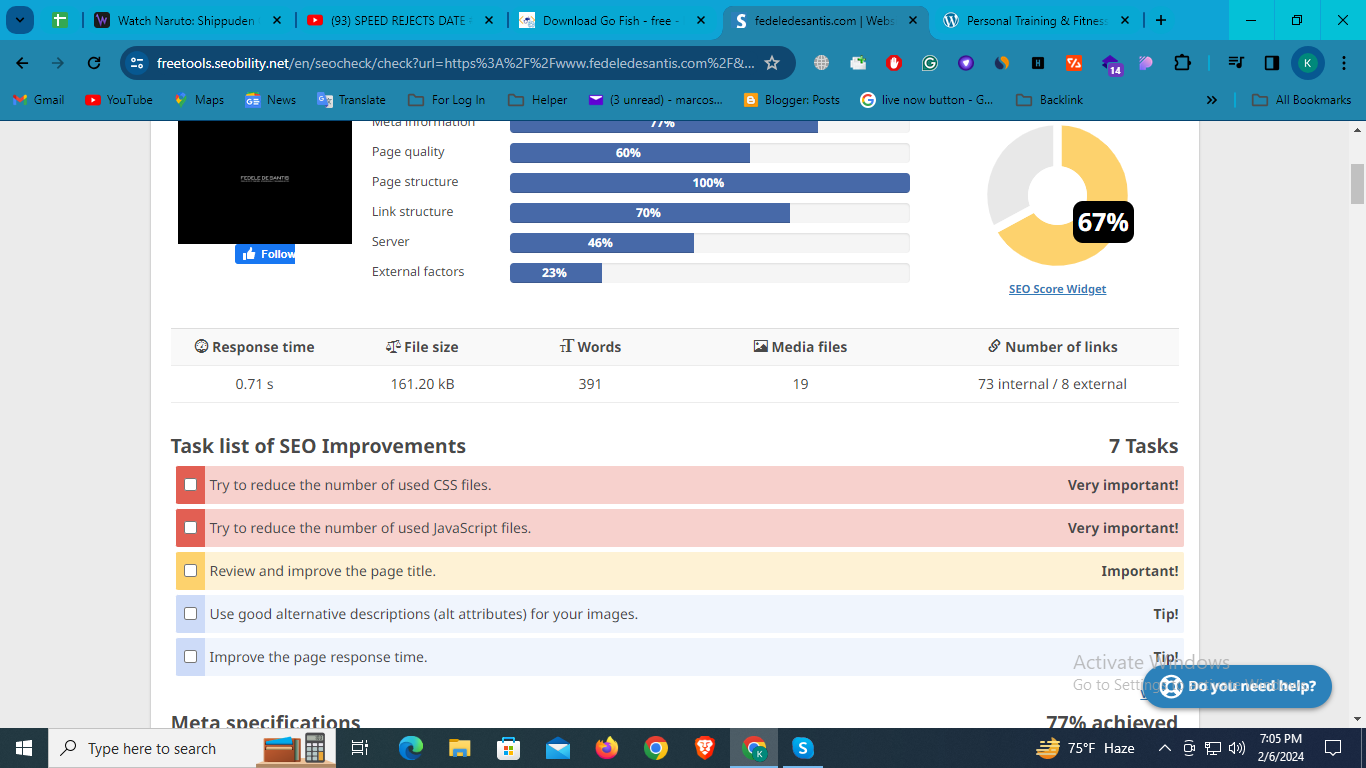 Watch Naruto: Shippuden
(93) SPEED REJECTS DATE
Download Go Fish - free -
fedeledesantis.com | Webs
Personal Training & Fitness
freetools.seobility.net/en/seocheck/check?url=https%3A%2F%2Fwww.fedeledesantis.com%2F&...
K
14
Gmail
YouTube
Maps
News
Translate
For Log In
Helper
(3 unread) - marcos...
Blogger: Posts
live now button - G...
Backlink
All Bookmarks
Meta information 77%
Page quality 60%
Page structure 100%
Link structure 70%
Server 46%
External factors 23%
FEDELE DE SANTIS
Follow
67%
SEO Score Widget
Response time File size Words Media files Number of links
0.71 s 161.20 kB 391 19 73 internal / 8 external
Task list of SEO Improvements 7 Tasks
Try to reduce the number of used CSS files. Very important!
Try to reduce the number of used JavaScript files. Very important!
Review and improve the page title. Important!
Use good alternative descriptions (alt attributes) for your images. Tip!
Improve the page response time. Tip!
Activate Windows
Go to Settings to activate Windows.
Do you need help?
Meta specifications 77% achieved
Type here to search
75°F Haze
7:05 PM
2/6/2024